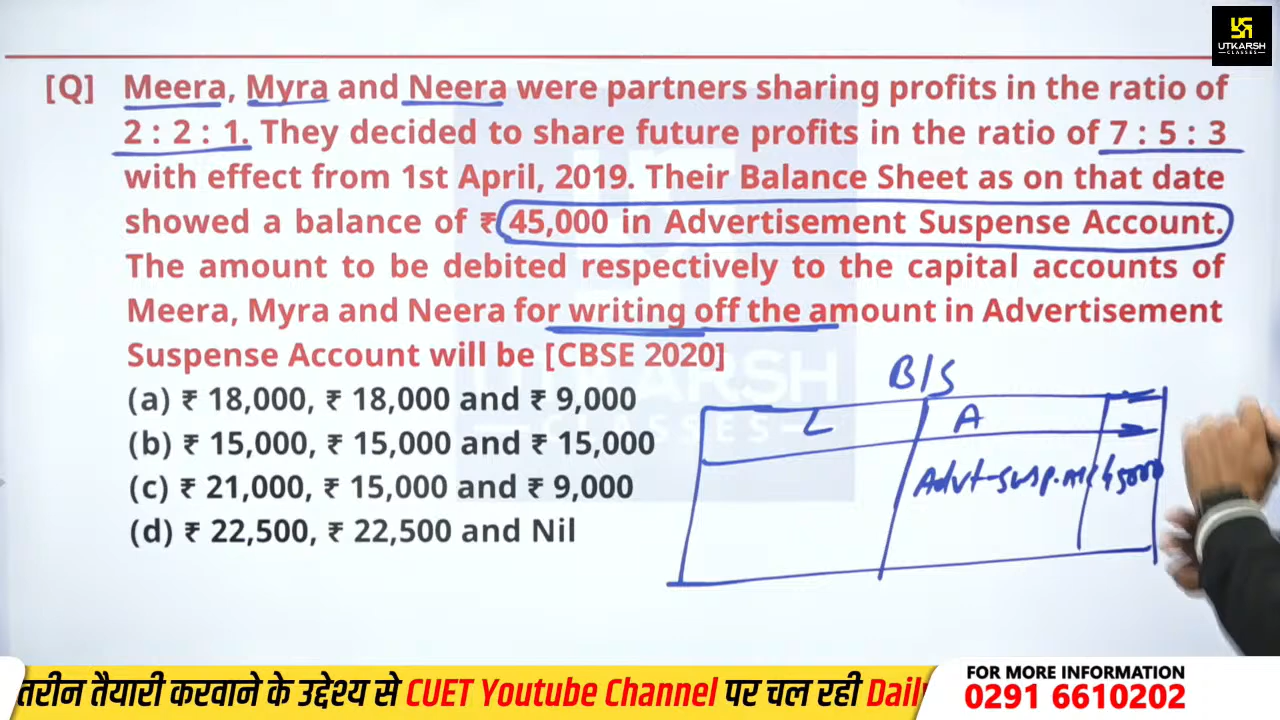 UTKARSH
CLASSES
[Q] Meera, Myra and Neera were partners sharing profits in the ratio of
2 : 2 : 1. They decided to share future profits in the ratio of 7 : 5 : 3
with effect from 1st April, 2019. Their Balance Sheet as on that date
showed a balance of ₹ 45,000 in Advertisement Suspense Account.
The amount to be debited respectively to the capital accounts of
Meera, Myra and Neera for writing off the amount in Advertisement
Suspense Account will be [CBSE 2020]
(a) ₹ 18,000, ₹ 18,000 and ₹ 9,000
(b) ₹ 15,000, ₹ 15,000 and ₹ 15,000
(c) ₹ 21,000, ₹ 15,000 and ₹ 9,000
(d) ₹ 22,500, ₹ 22,500 and Nil
B/S
L A
Advt. susp. A/c 45000
तरीन तैयारी करवाने के उद्देश्य से CUET Youtube Channel पर चल रही
FOR MORE INFORMATION
0291 6610202